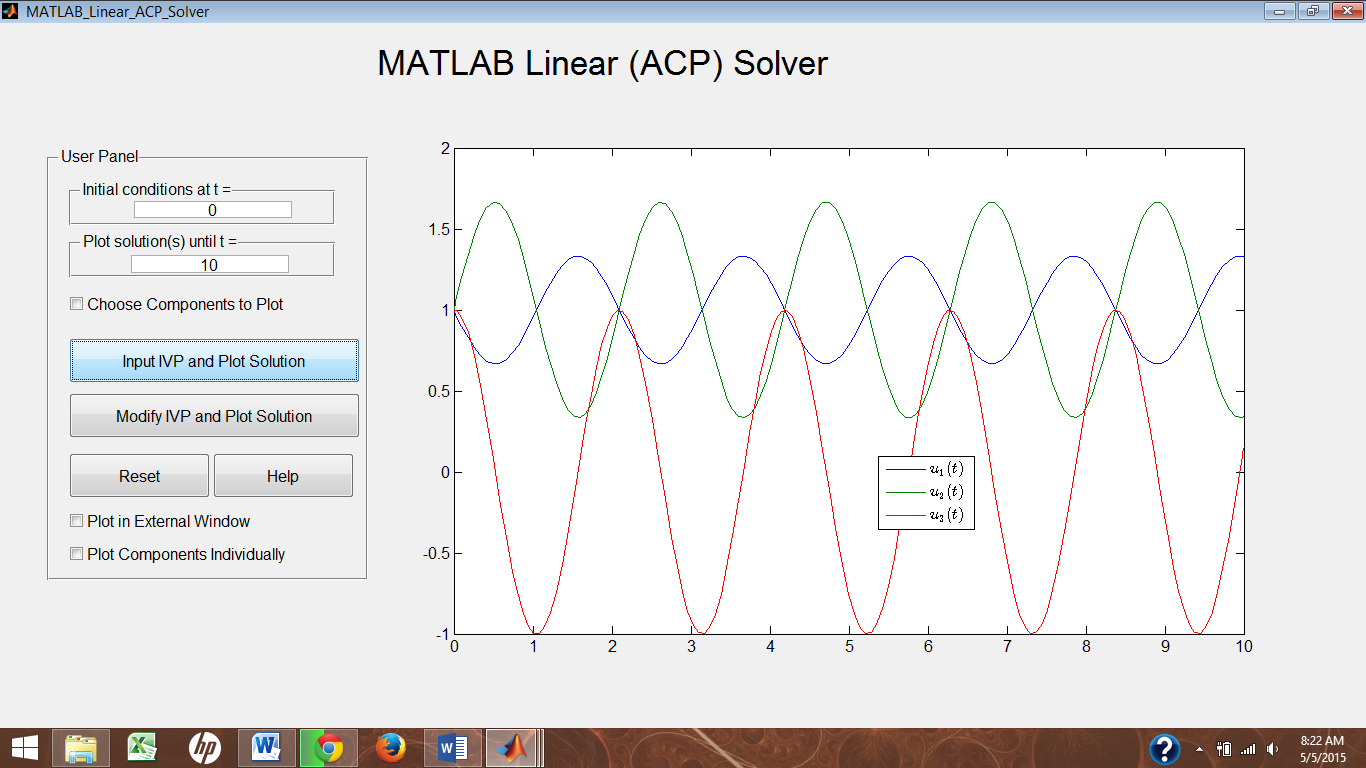 MATLAB_Linear_ACP_Solver
MATLAB Linear (ACP) Solver
User Panel
Initial conditions at t =
0
Plot solution(s) until t =
10
Choose Components to Plot
Input IVP and Plot Solution
Modify IVP and Plot Solution
Reset
Help
Plot in External Window
Plot Components Individually
2
1.5
1
0.5
0
-0.5
-1
0 1 2 3 4 5 6 7 8 9 10
u₁(t)
u₂(t)
u₃(t)
hp
8:22 AM
5/5/2015